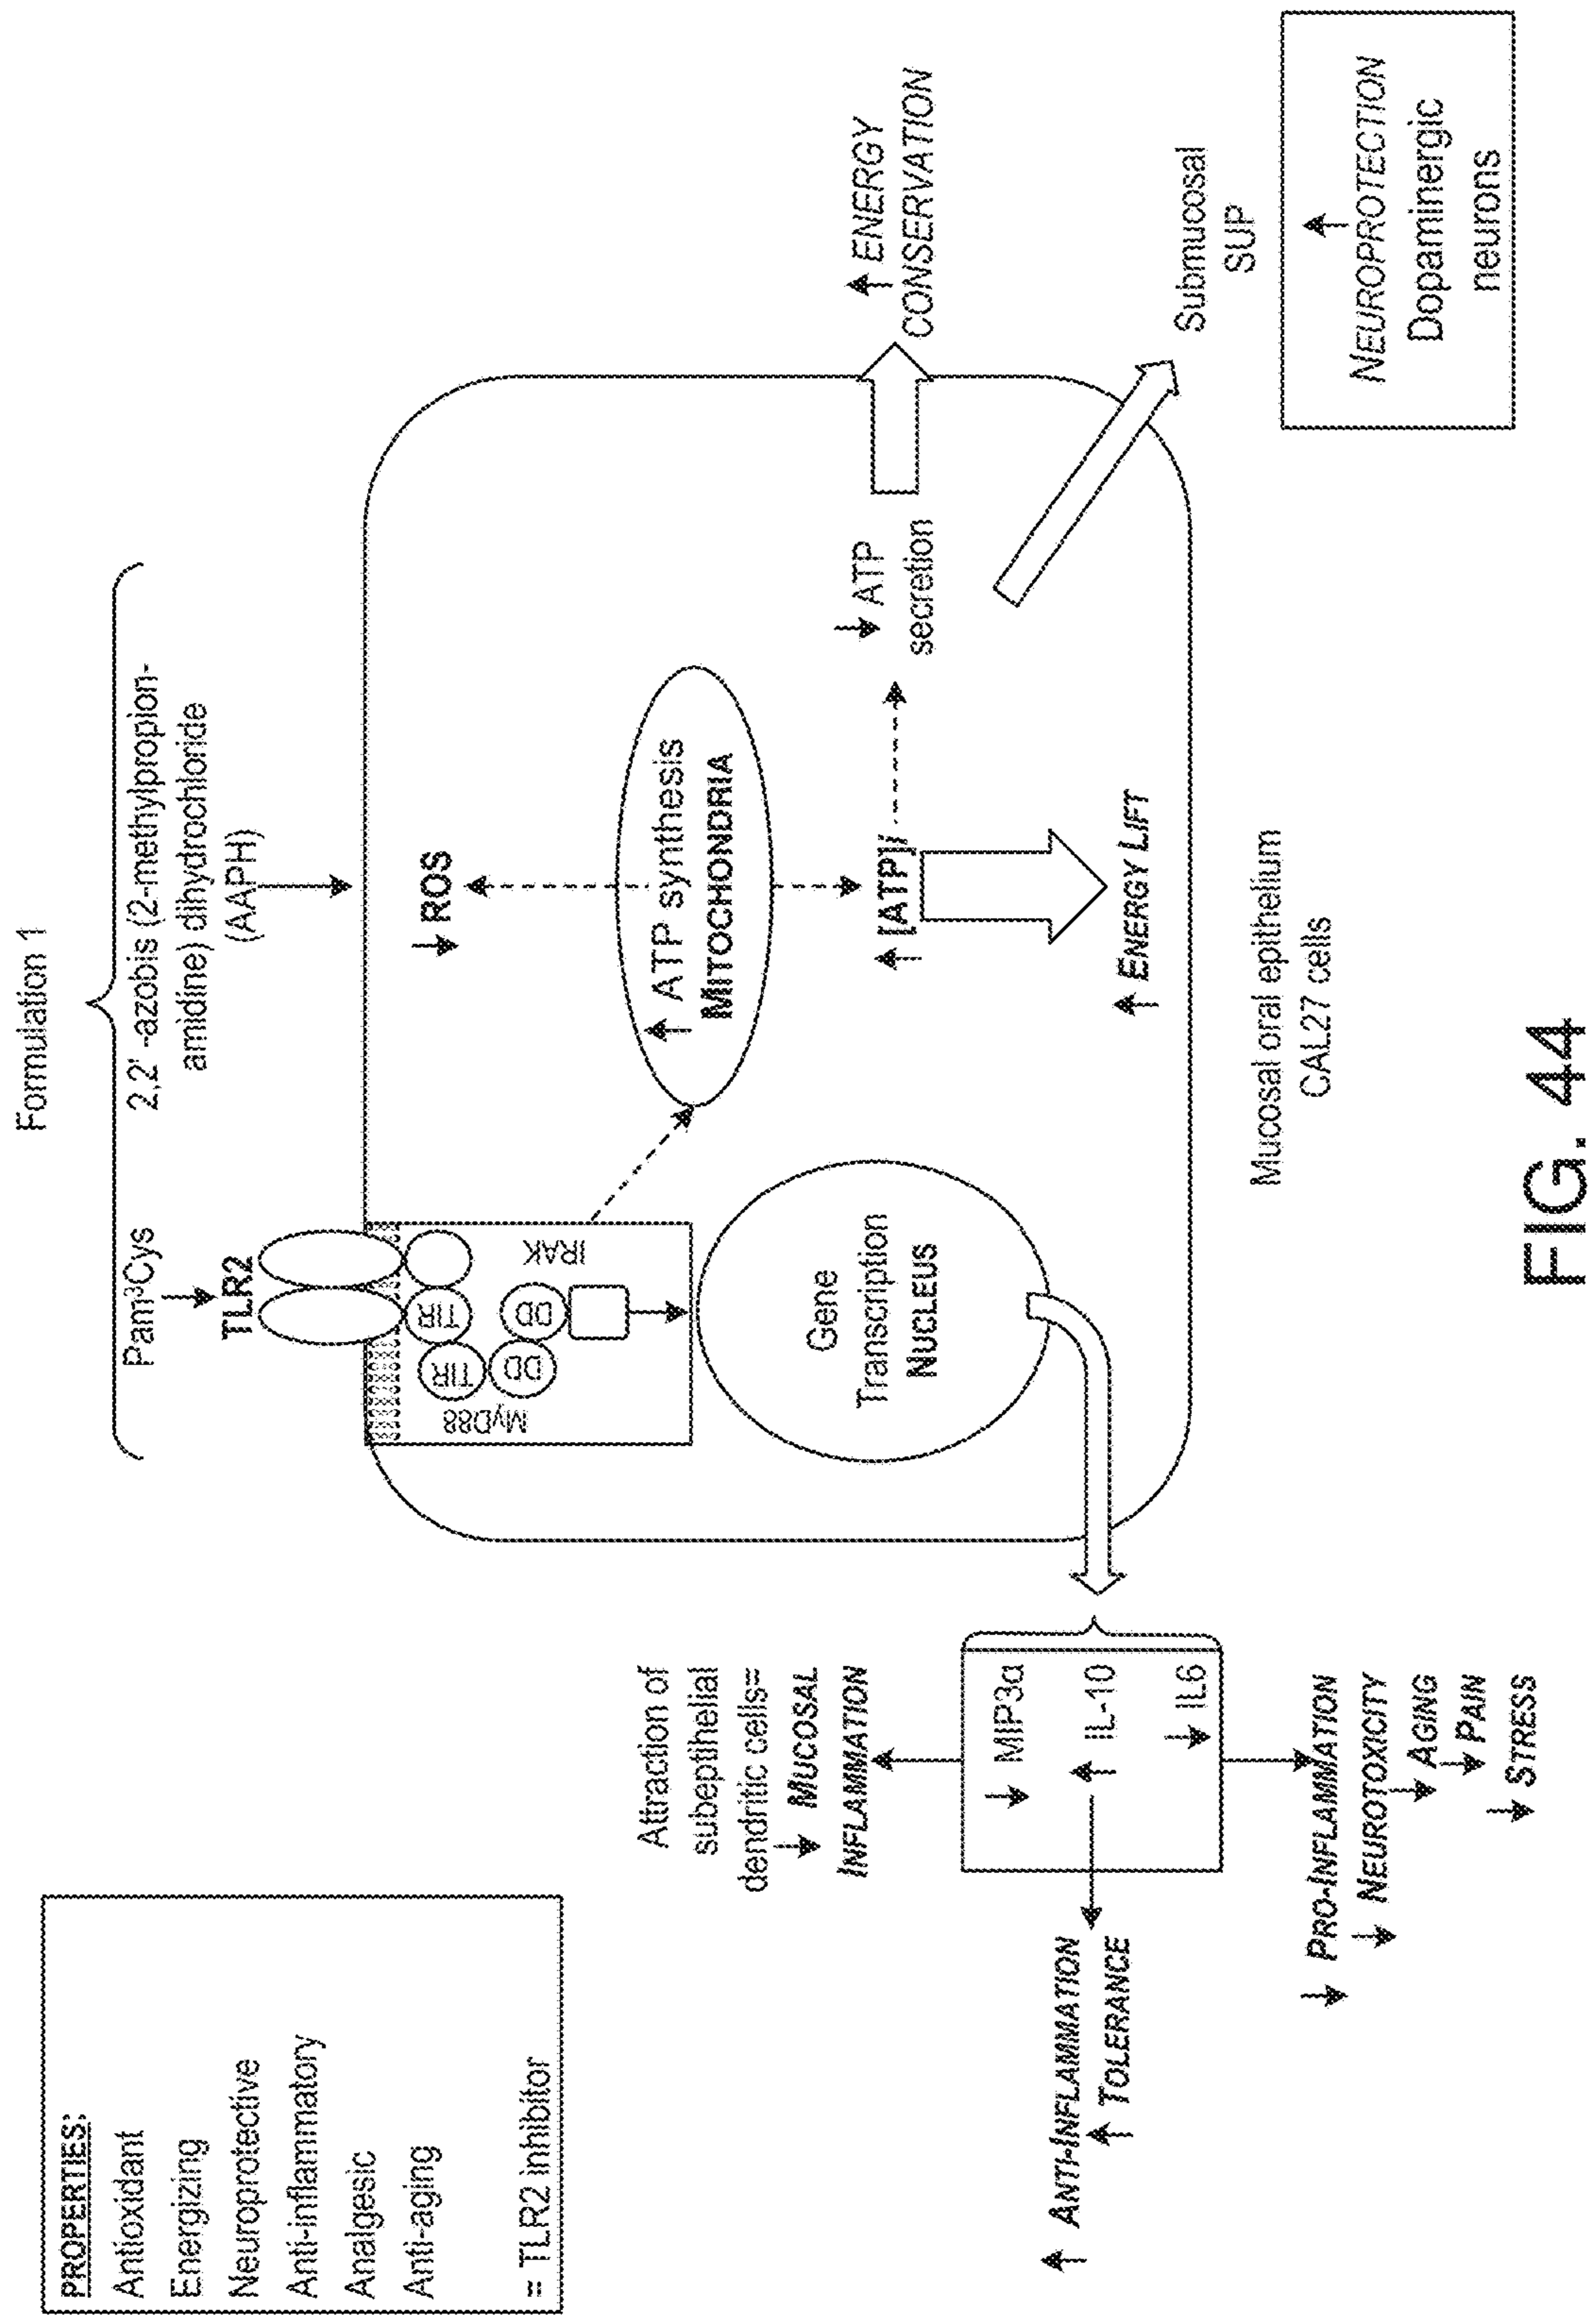 PROPERTIES:
Antioxidant
Energizing
Neuroprotective
Anti-inflammatory
Analgesic
Anti-aging
= TLR2 inhibitor
Formulation 1
Pam³Cys
2,2' -azobis (2-methylpropion-
amidine) dihydrochloride
(AAPH)
TLR2
TIR
TIR
MyD88
DD
DD
IRAK
↓ ROS
↑ ATP synthesis
MITOCHONDRIA
Gene
Transcription
NUCLEUS
↑ [ATP]i
↓ ATP
secretion
↑ ENERGY
CONSERVATION
↑ ENERGY LIFT
Submucosal
SUP
↑
NEUROPROTECTION
Dopaminergic
neurons
Mucosal oral epithelium
CAL27 cells
Attraction of
subeptihelial
dendritic cells=
↓ MUCOSAL
INFLAMMATION
↓ MIP3α
↑ IL-10
↓ IL6
↑ ANTI-INFLAMMATION
↑ TOLERANCE
↓ PRO-INFLAMMATION
↓ NEUROTOXICITY
↓ AGING
↓ PAIN
↓ STRESS
FIG. 44